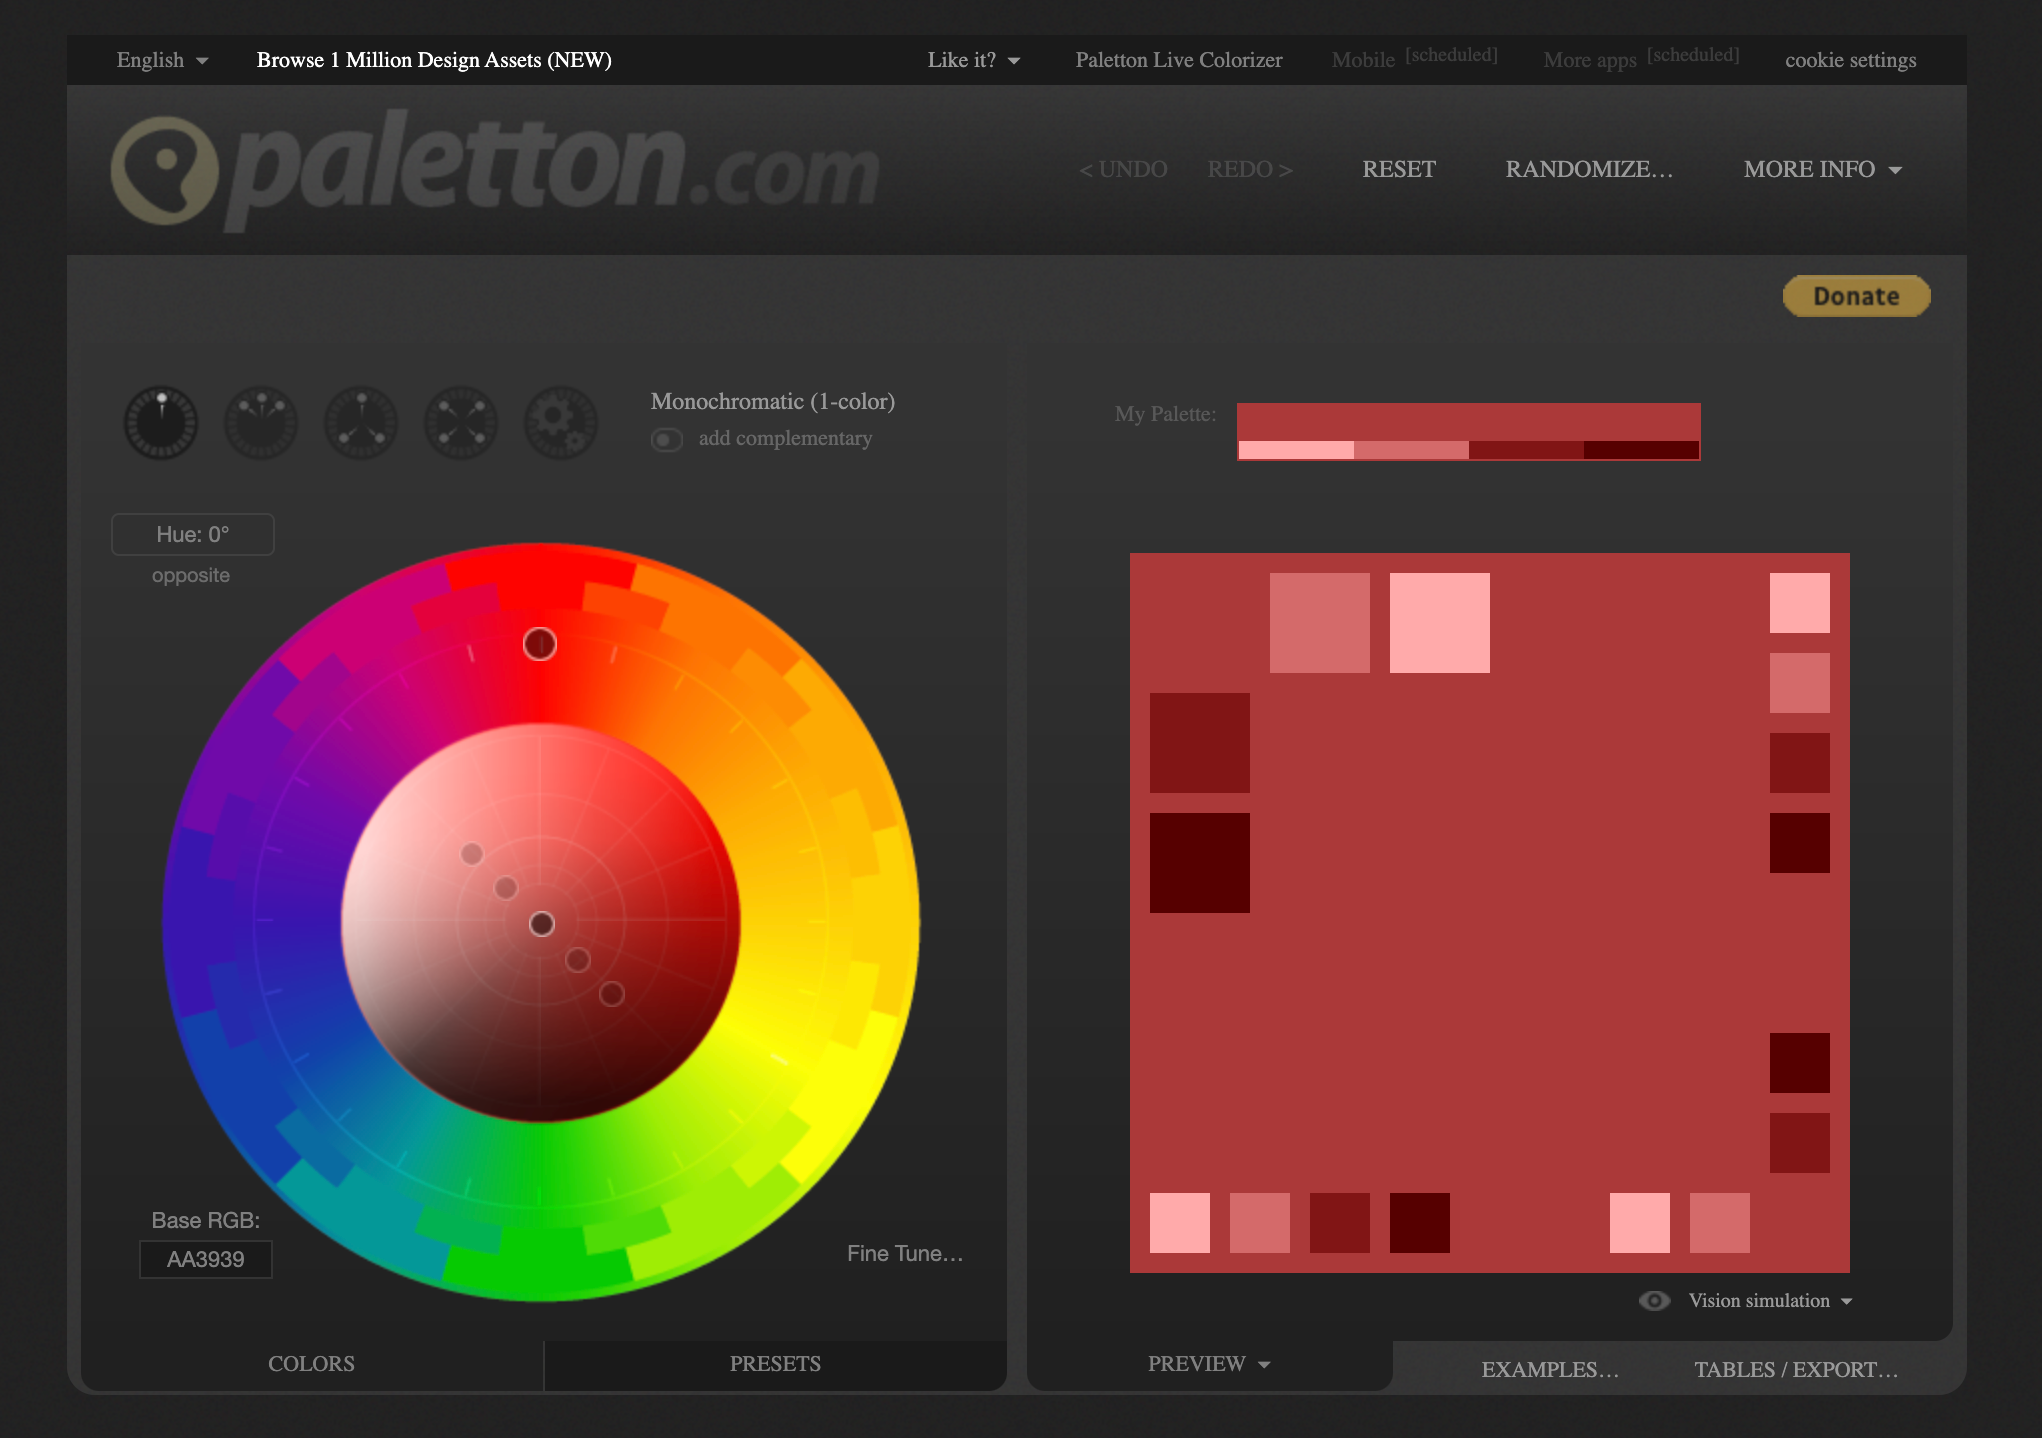 English
Browse 1 Million Design Assets (NEW)
Like it?
Paletton Live Colorizer
Mobile [scheduled]
More apps [scheduled]
cookie settings
paletton.com
< UNDO
REDO >
RESET
RANDOMIZE...
MORE INFO
Donate
Monochromatic (1-color)
add complementary
My Palette:
Hue: 0°
opposite
Base RGB:
AA3939
Fine Tune...
Vision simulation
COLORS
PRESETS
PREVIEW
EXAMPLES...
TABLES / EXPORT...